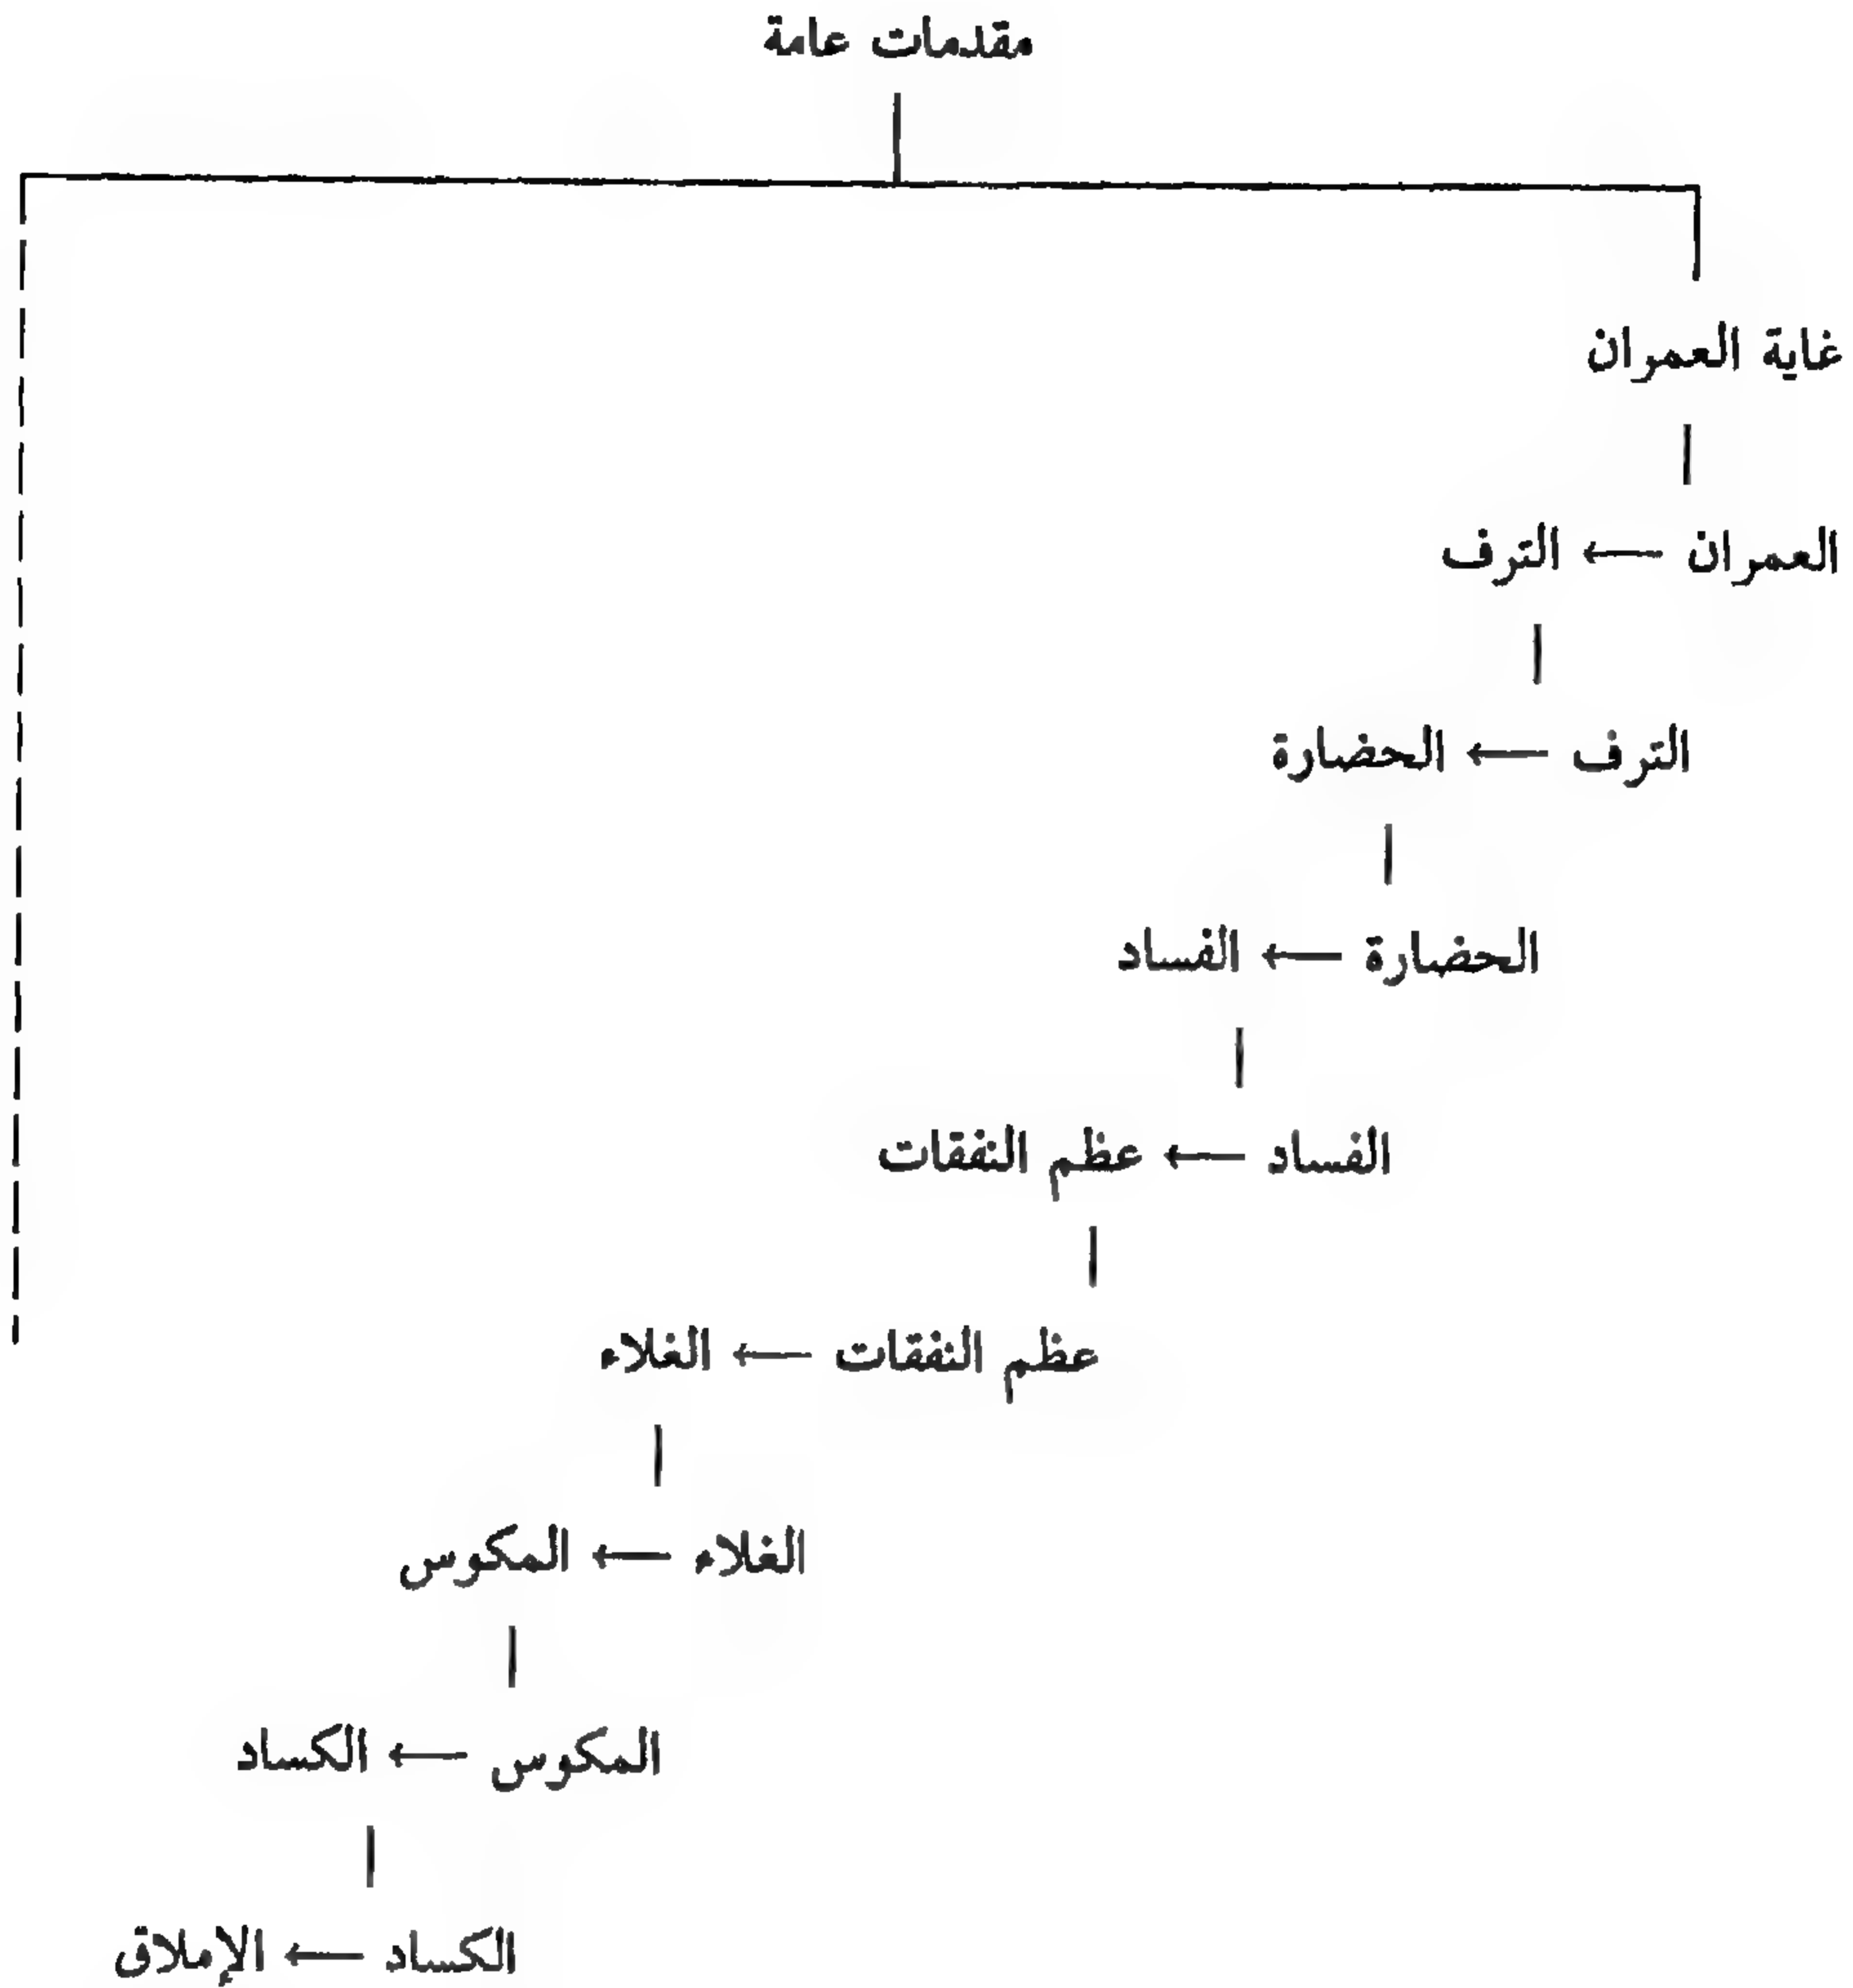 مقدمات عامة
غاية العمران
العمران ← الترف
الترف ← الحضارة
الحضارة ← الفساد
الفساد ← عظم النفقات
عظم النفقات ← الغلاء
الغلاء ← المكوس
المكوس ← الكساد
الكساد ← الإملاق